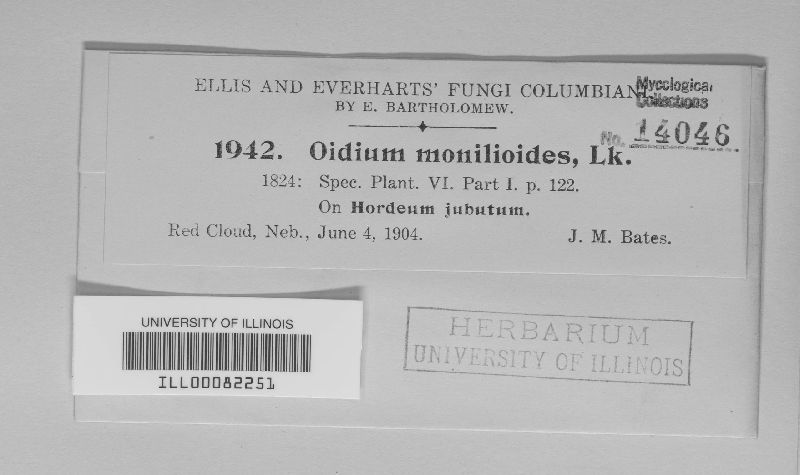 ELLIS AND EVERHARTS' FUNGI COLUMBIANI
BY E. BARTHOLOMEW.
Mycological
Collections
No. 14046
1942. Oidium monilioides, Lk.
1824: Spec. Plant. VI. Part I. p. 122.
On Hordeum jubutum.
Red Cloud, Neb., June 4, 1904. J. M. Bates.
UNIVERSITY OF ILLINOIS
ILL00082251
HERBARIUM
UNIVERSITY OF ILLINOIS